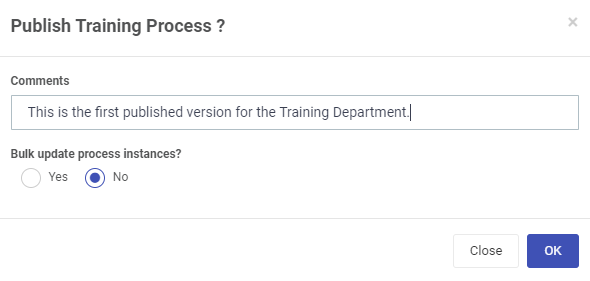 Publish Training Process ?
×
Comments
This is the first published version for the Training Department.
Bulk update process instances?
Yes No
Close OK